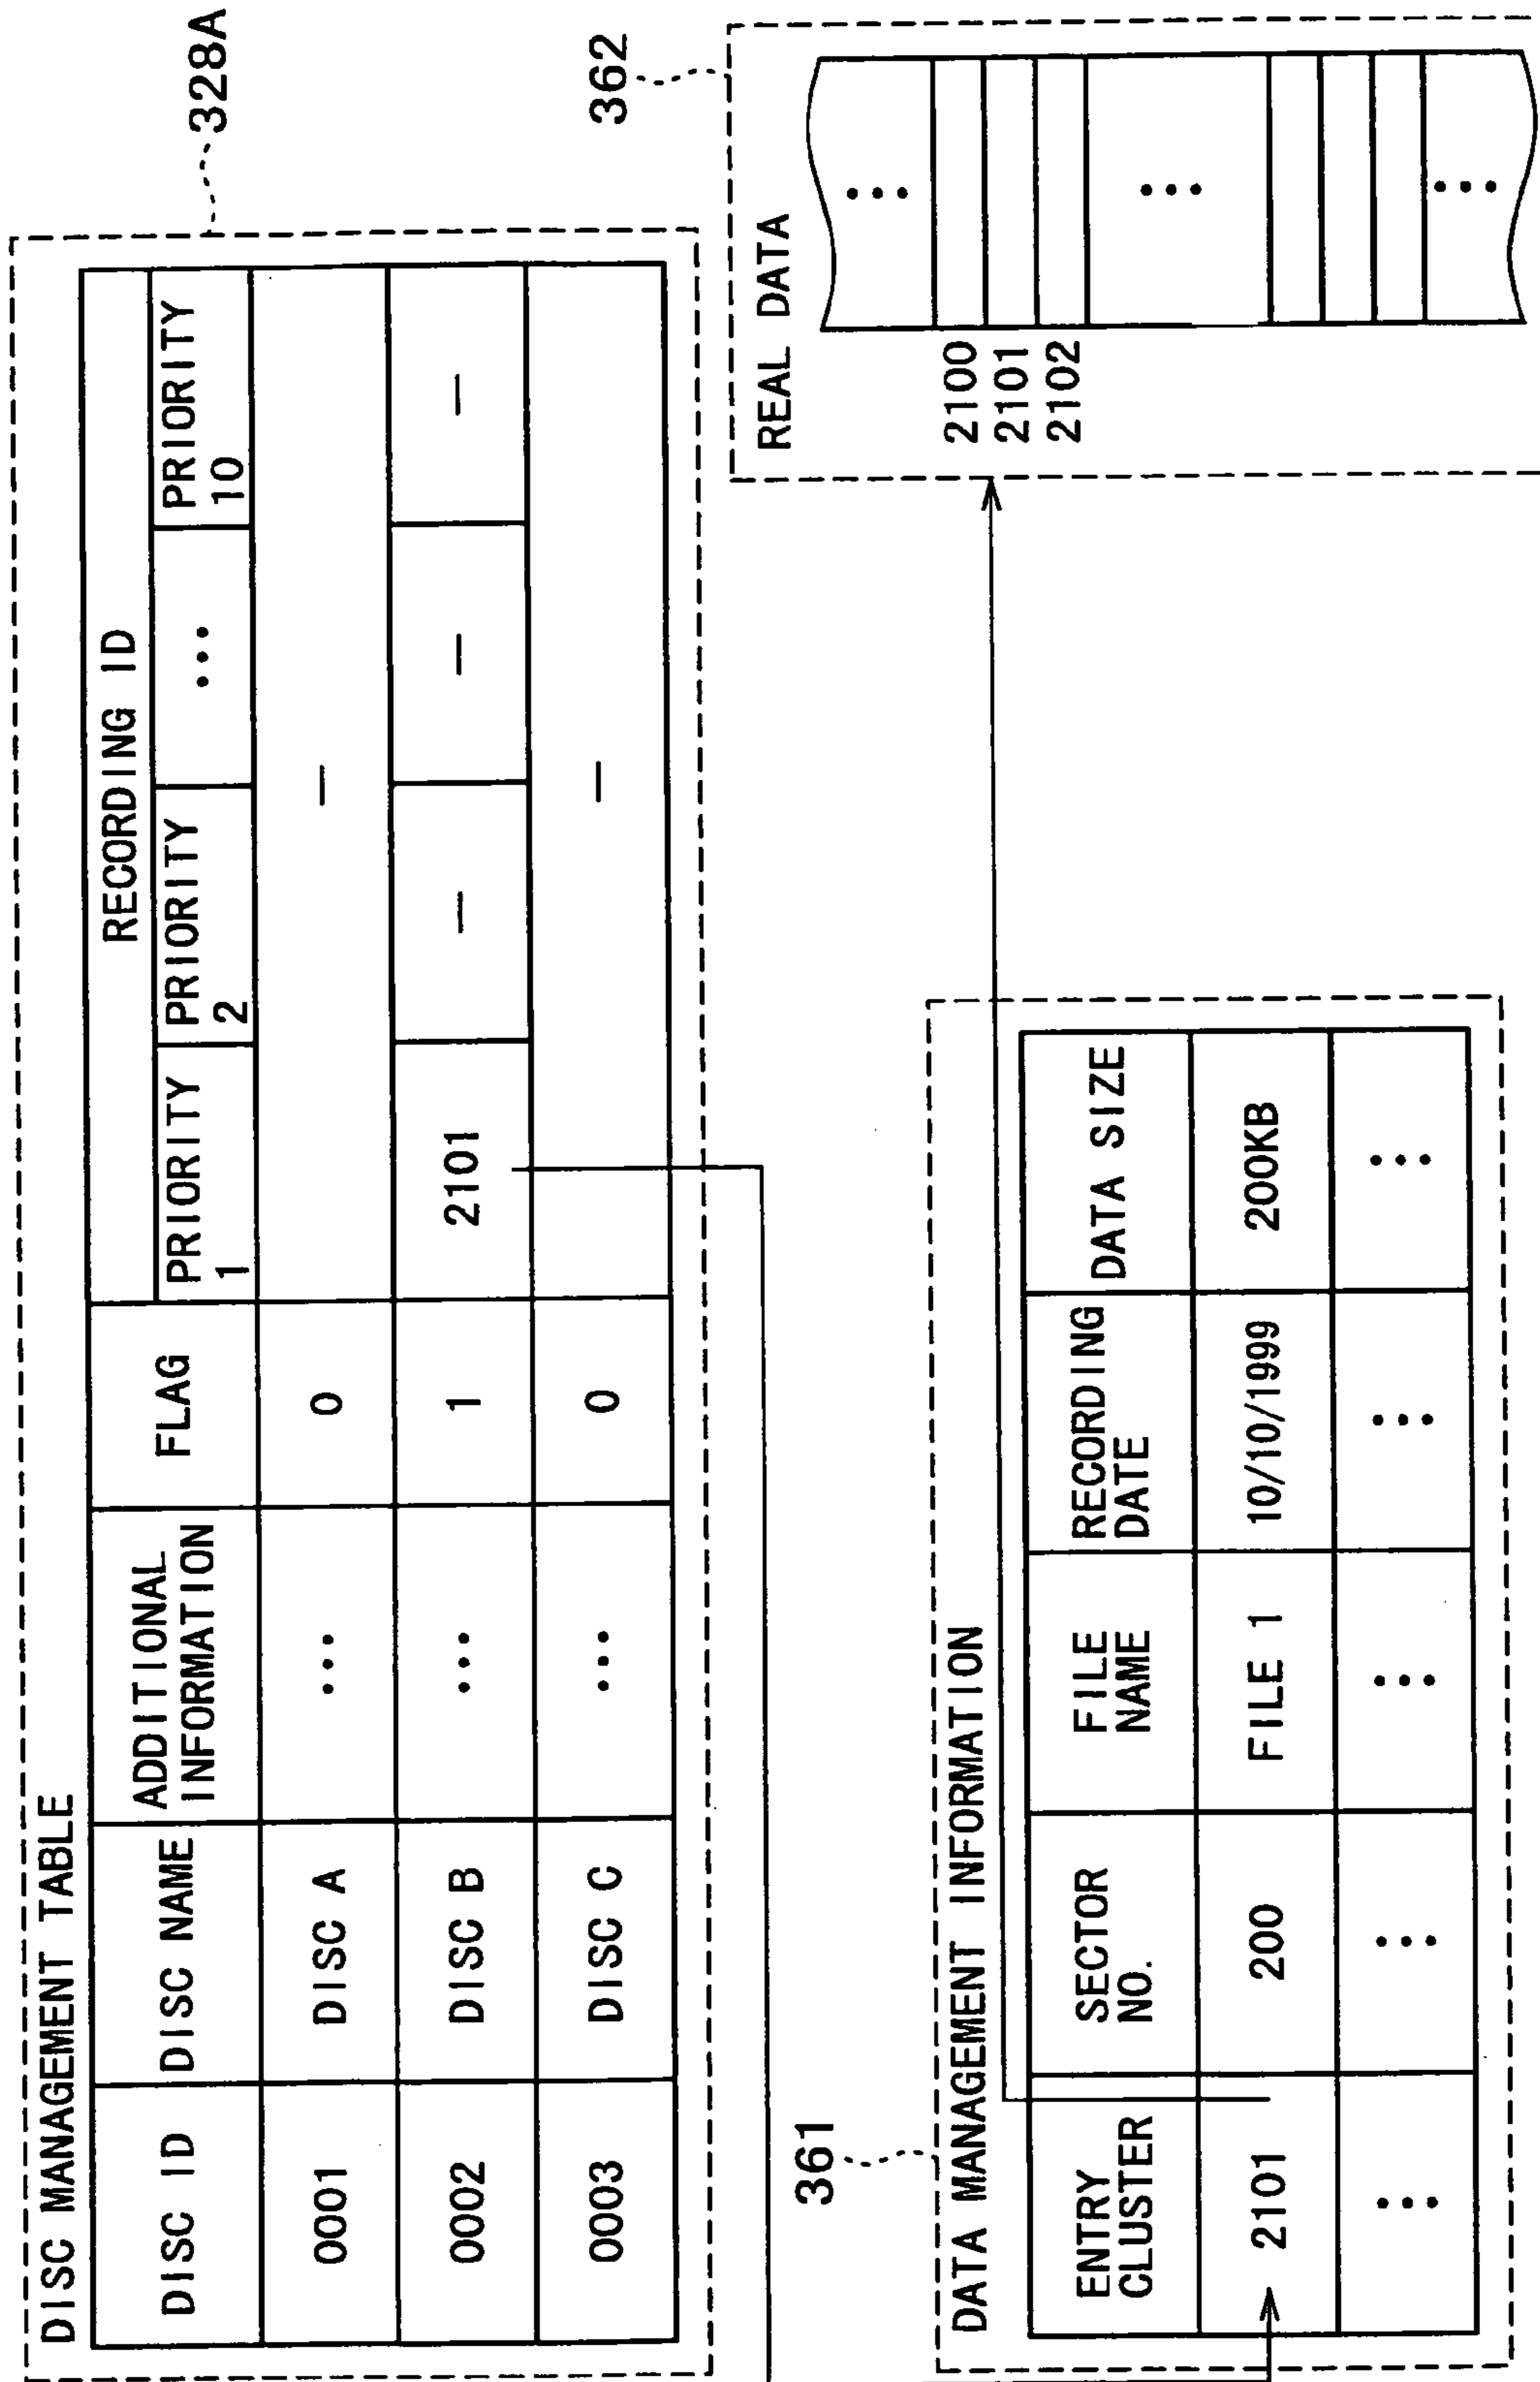 DISC MANAGEMENT TABLE
328A
DISC ID
DISC NAME
ADDITIONAL
INFORMATION
FLAG
RECORDING ID
PRIORITY
1
PRIORITY
2
...
PRIORITY
10
0001
DISC A
...
0
–
0002
DISC B
...
1
2101
–
–
–
0003
DISC C
...
0
–
361
DATA MANAGEMENT INFORMATION
ENTRY
CLUSTER
SECTOR
NO.
FILE
NAME
RECORDING
DATE
DATA SIZE
2101
200
FILE 1
10/10/1999
200KB
...
...
...
...
...
362
REAL DATA
...
2100
2101
2102
...
...